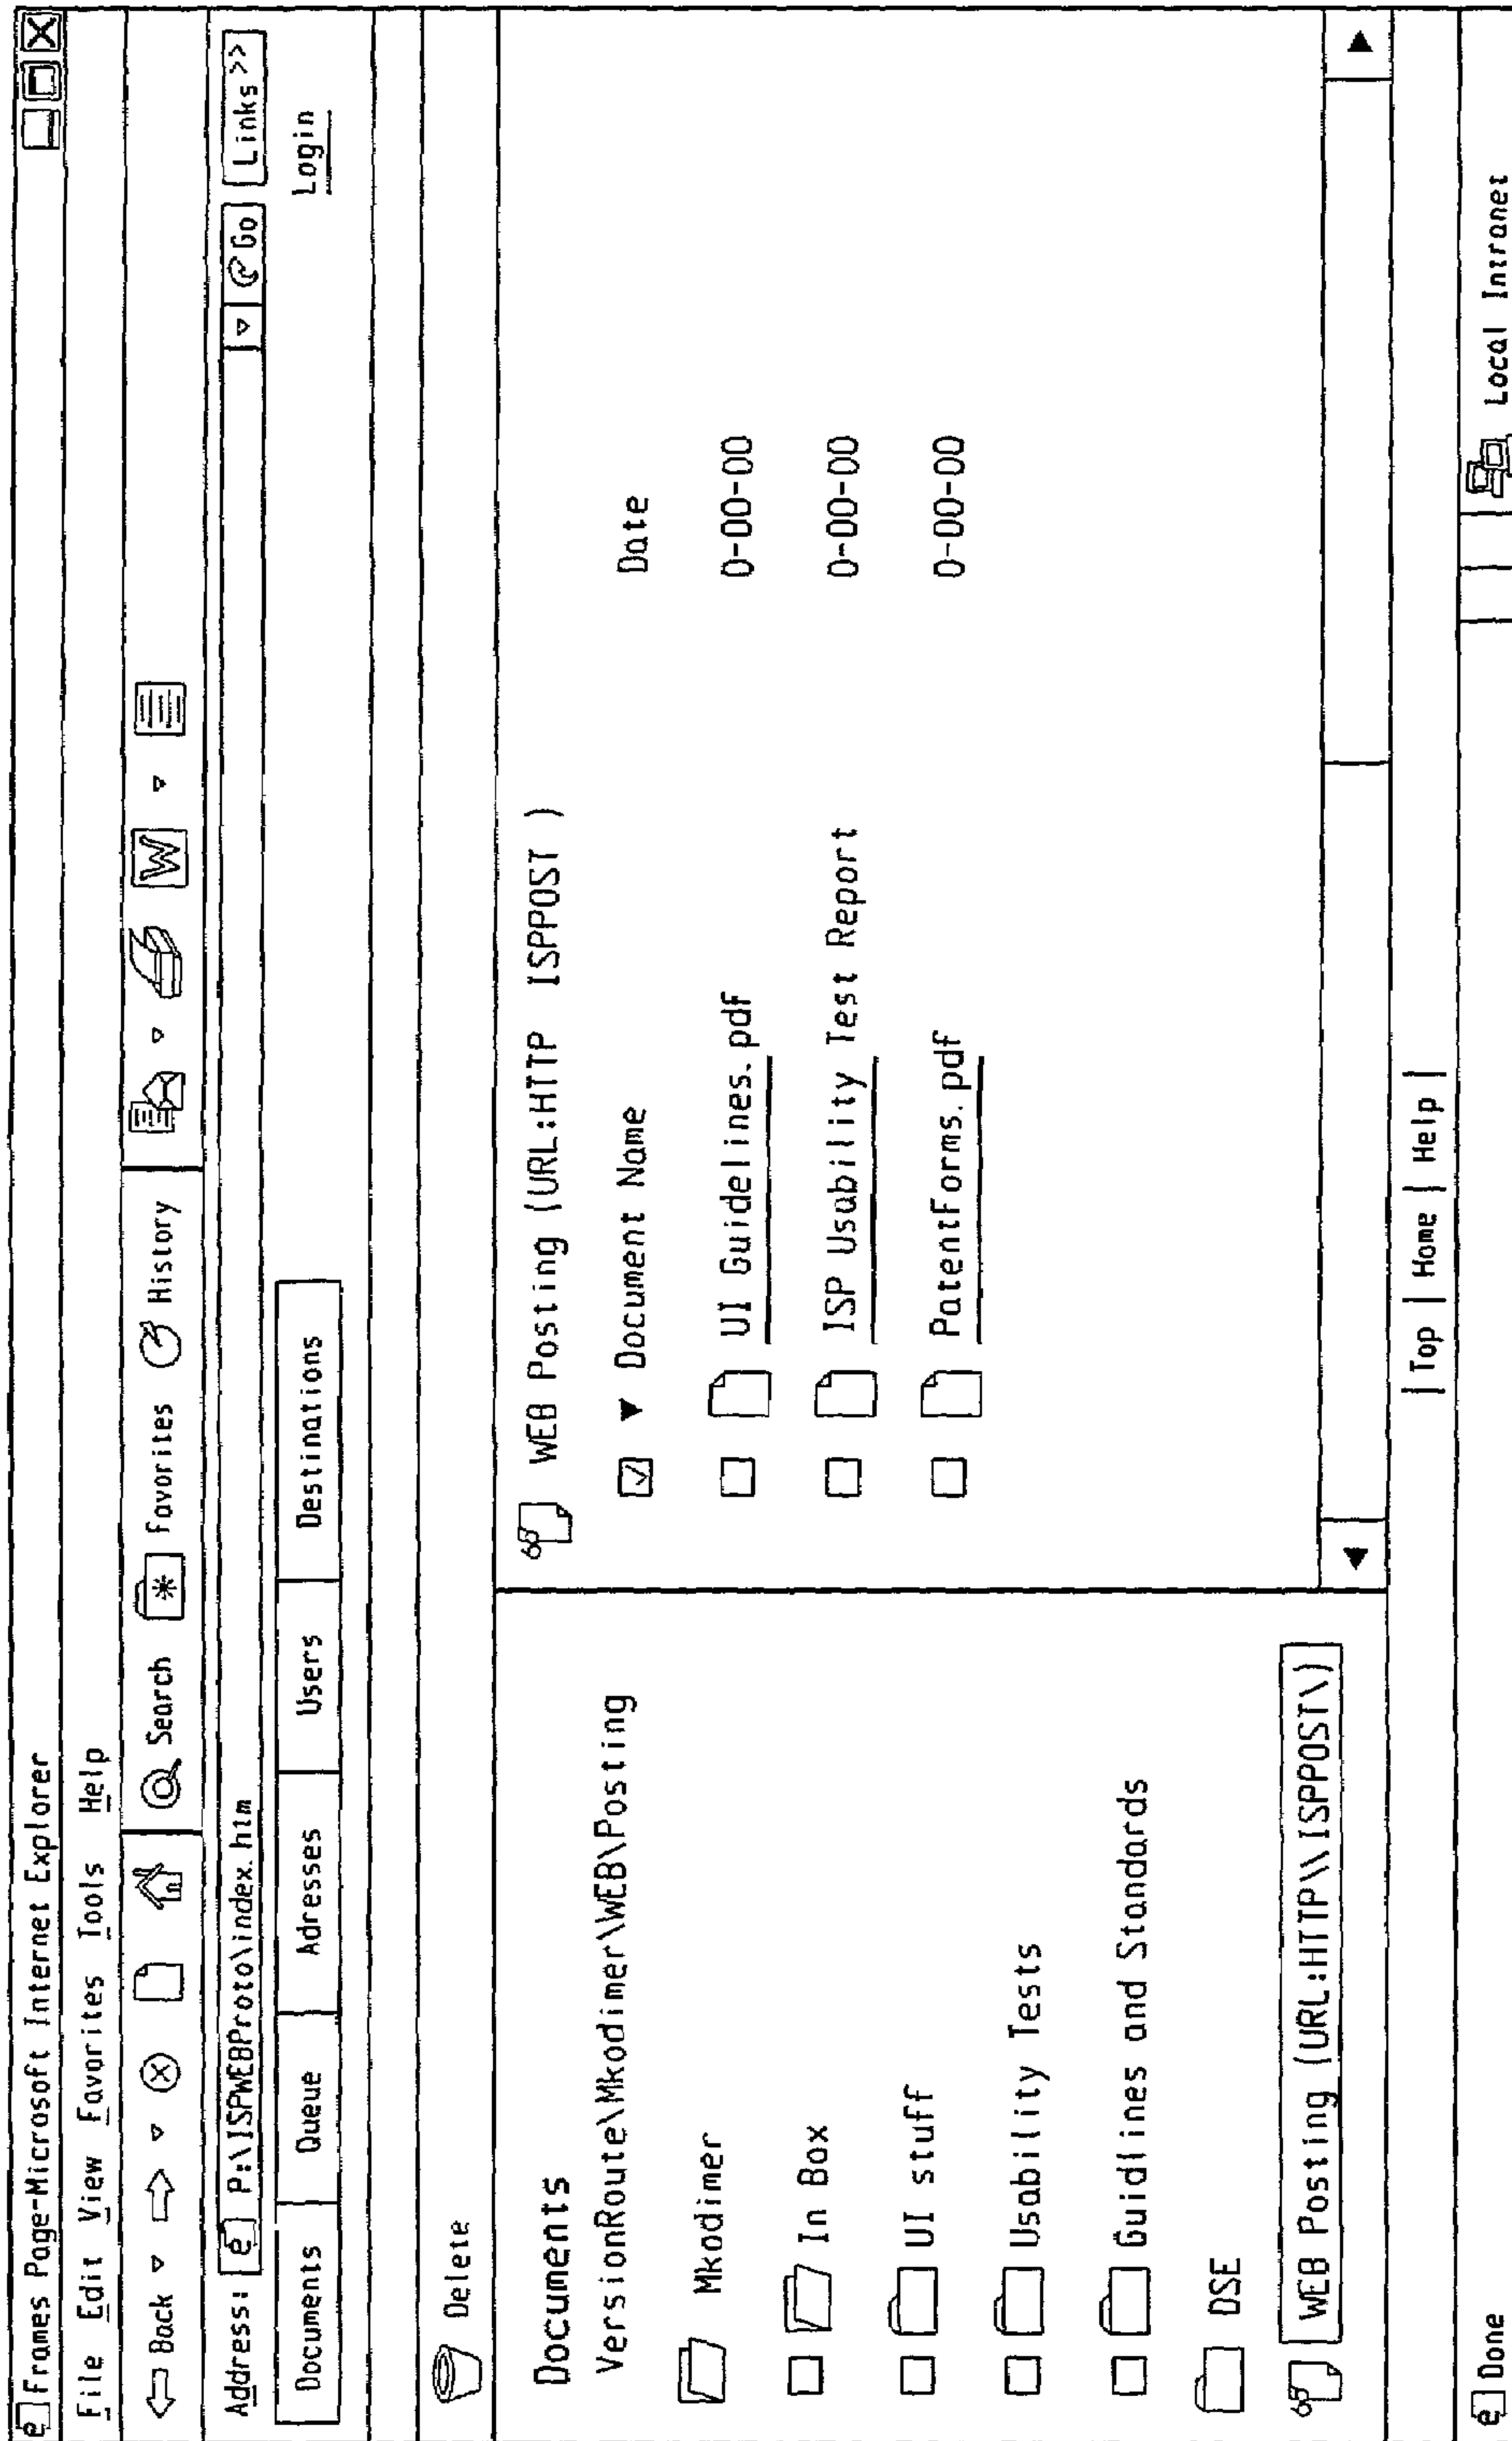 Frames Page-Microsoft Internet Explorer
File Edit View Favorites Tools Help
Back Search Favorites History
Address: P:\ISPWEBProto\index.htm Go Links >>
Documents Queue Adresses Users Destinations Login
Delete
Documents
VersionRoute\Mkodimer\WEB\Posting
Mkodimer
In Box
UI stuff
Usability Tests
Guidlines and Standards
DSE
WEB Posting (URL:HTTP\\ISPPOST\)
WEB Posting (URL:HTTP ISPPOST )
Document Name Date
UI Guidelines.pdf 0-00-00
ISP Usability Test Report 0-00-00
PatentForms.pdf 0-00-00
|Top | Home | Help |
Done Local Intranet